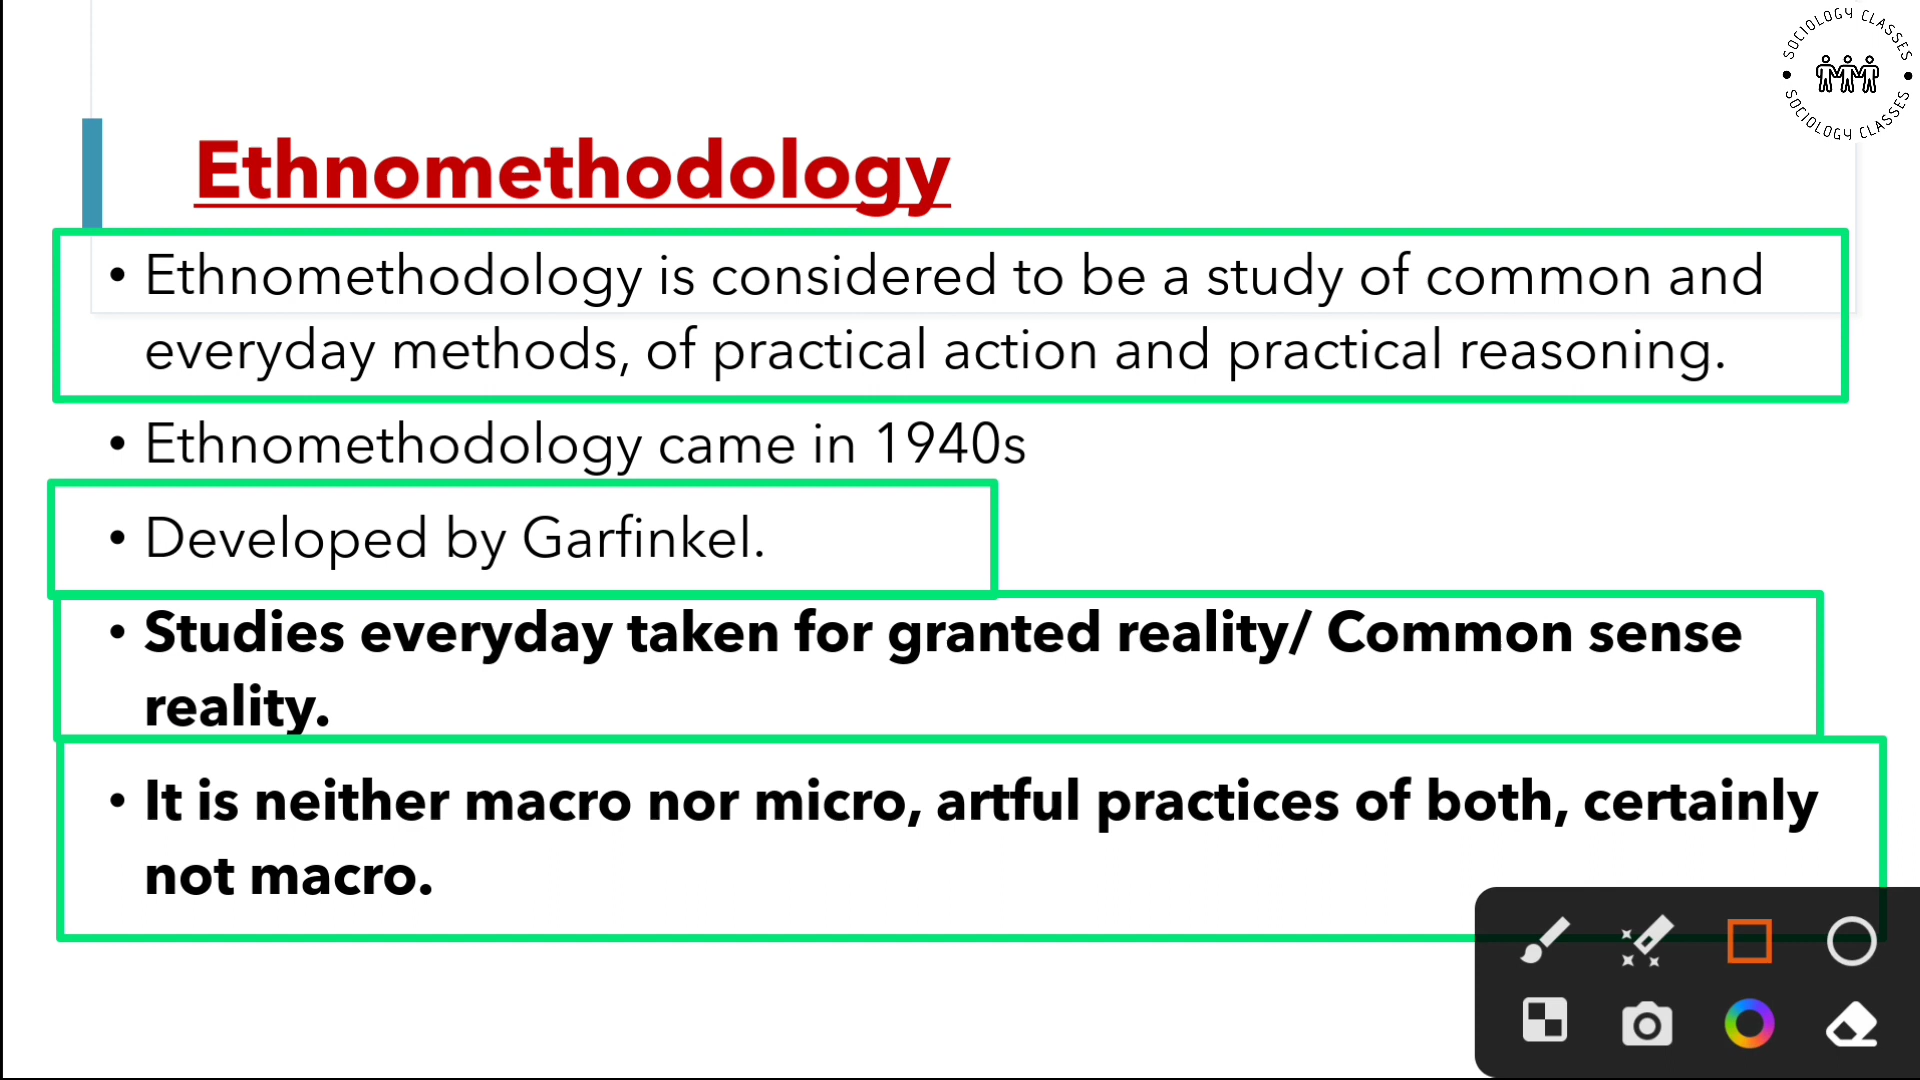 SOCIOLOGY CLASSES
SOCIOLOGY CLASSES
Ethnomethodology
• Ethnomethodology is considered to be a study of common and
everyday methods, of practical action and practical reasoning.
• Ethnomethodology came in 1940s
• Developed by Garfinkel.
• Studies everyday taken for granted reality/ Common sense
reality.
• It is neither macro nor micro, artful practices of both, certainly
not macro.